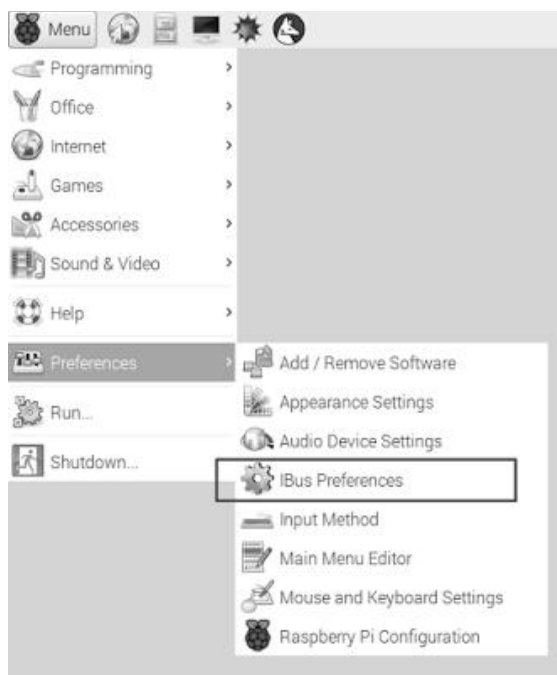 Menu
Programming
Office
Internet
Games
Accessories
Sound & Video
Help
Preferences
Run...
Shutdown...
Add / Remove Software
Appearance Settings
Audio Device Settings
IBus Preferences
Input Method
Main Menu Editor
Mouse and Keyboard Settings
Raspberry Pi Configuration